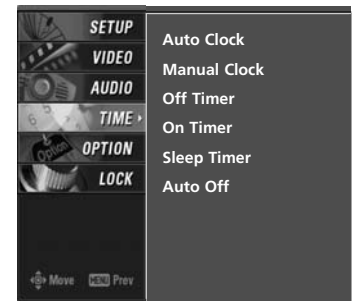 SETUP
VIDEO
AUDIO
TIME
OPTION
LOCK
Move MENU Prev
Auto Clock
Manual Clock
Off Timer
On Timer
Sleep Timer
Auto Off